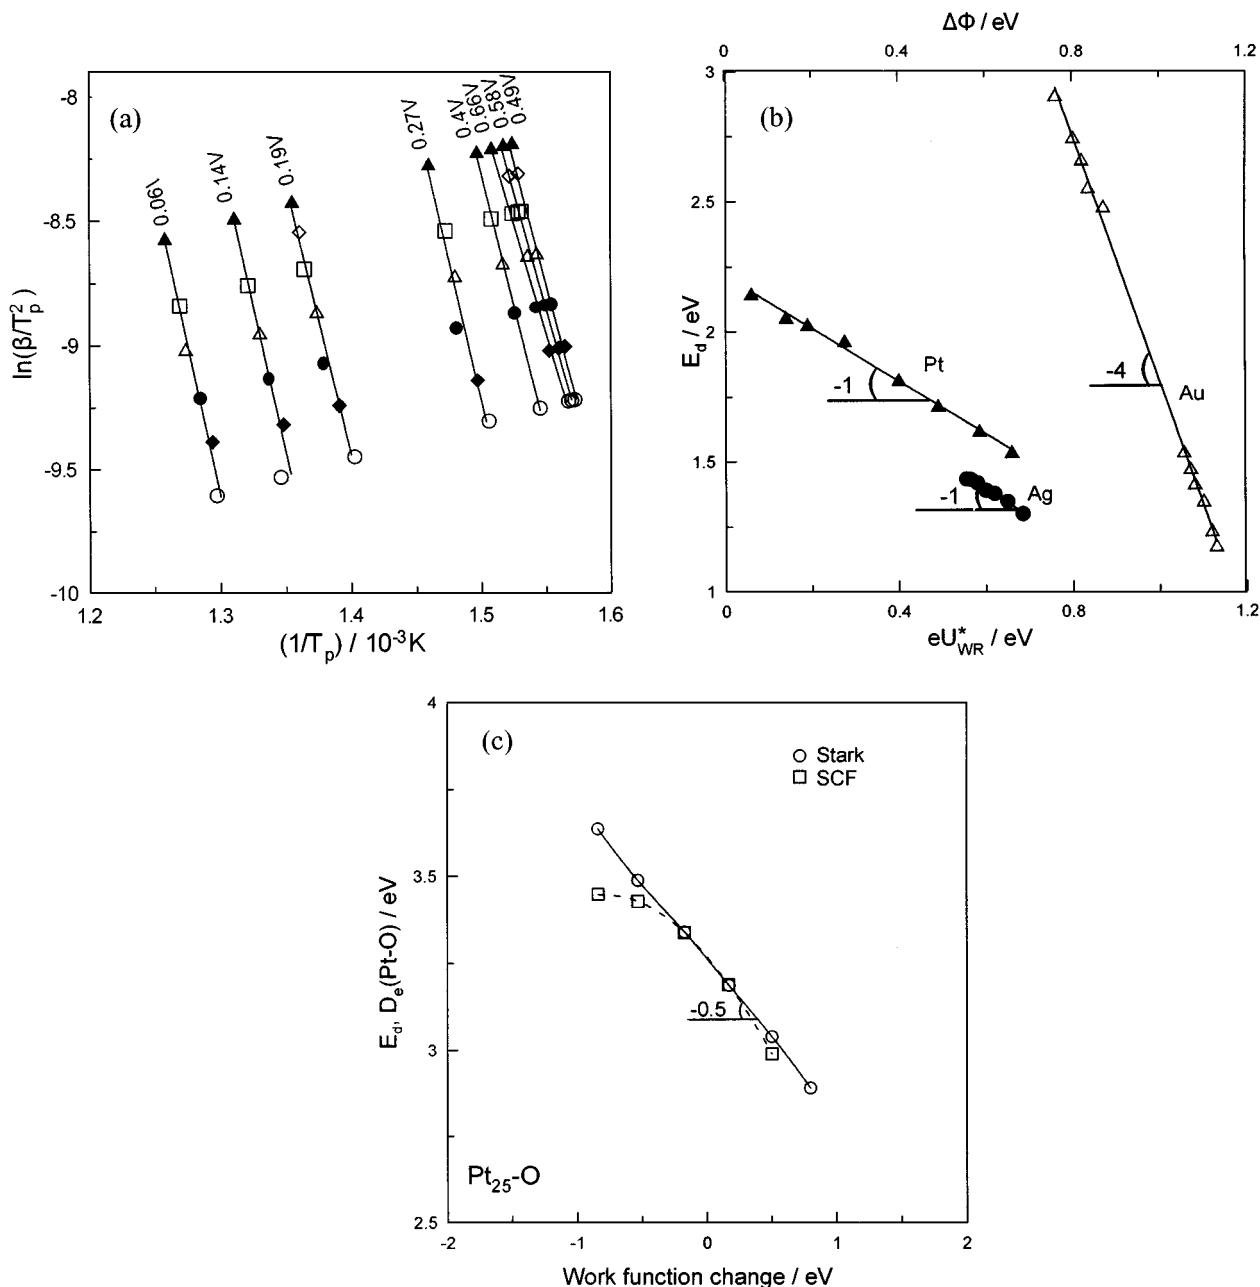 (a)
0.06V
0.14V
0.19V
0.27V
0.4V
0.66V
0.58V
0.49V
-8
-8.5
-9
-9.5
-10
ln(β/T_p^2)
1.2
1.3
1.4
1.5
1.6
(1/T_p) / 10^-3K
ΔΦ / eV
0
0.4
0.8
1.2
(b)
3
2.5
2
1.5
1
E_d / eV
Pt
-1
Ag
-1
Au
-4
0
0.4
0.8
1.2
eU*_WR / eV
(c)
Stark
SCF
4
3.5
3
2.5
E_d, D_e(Pt-O) / eV
-0.5
Pt_25-O
-2
-1
0
1
2
Work function change / eV